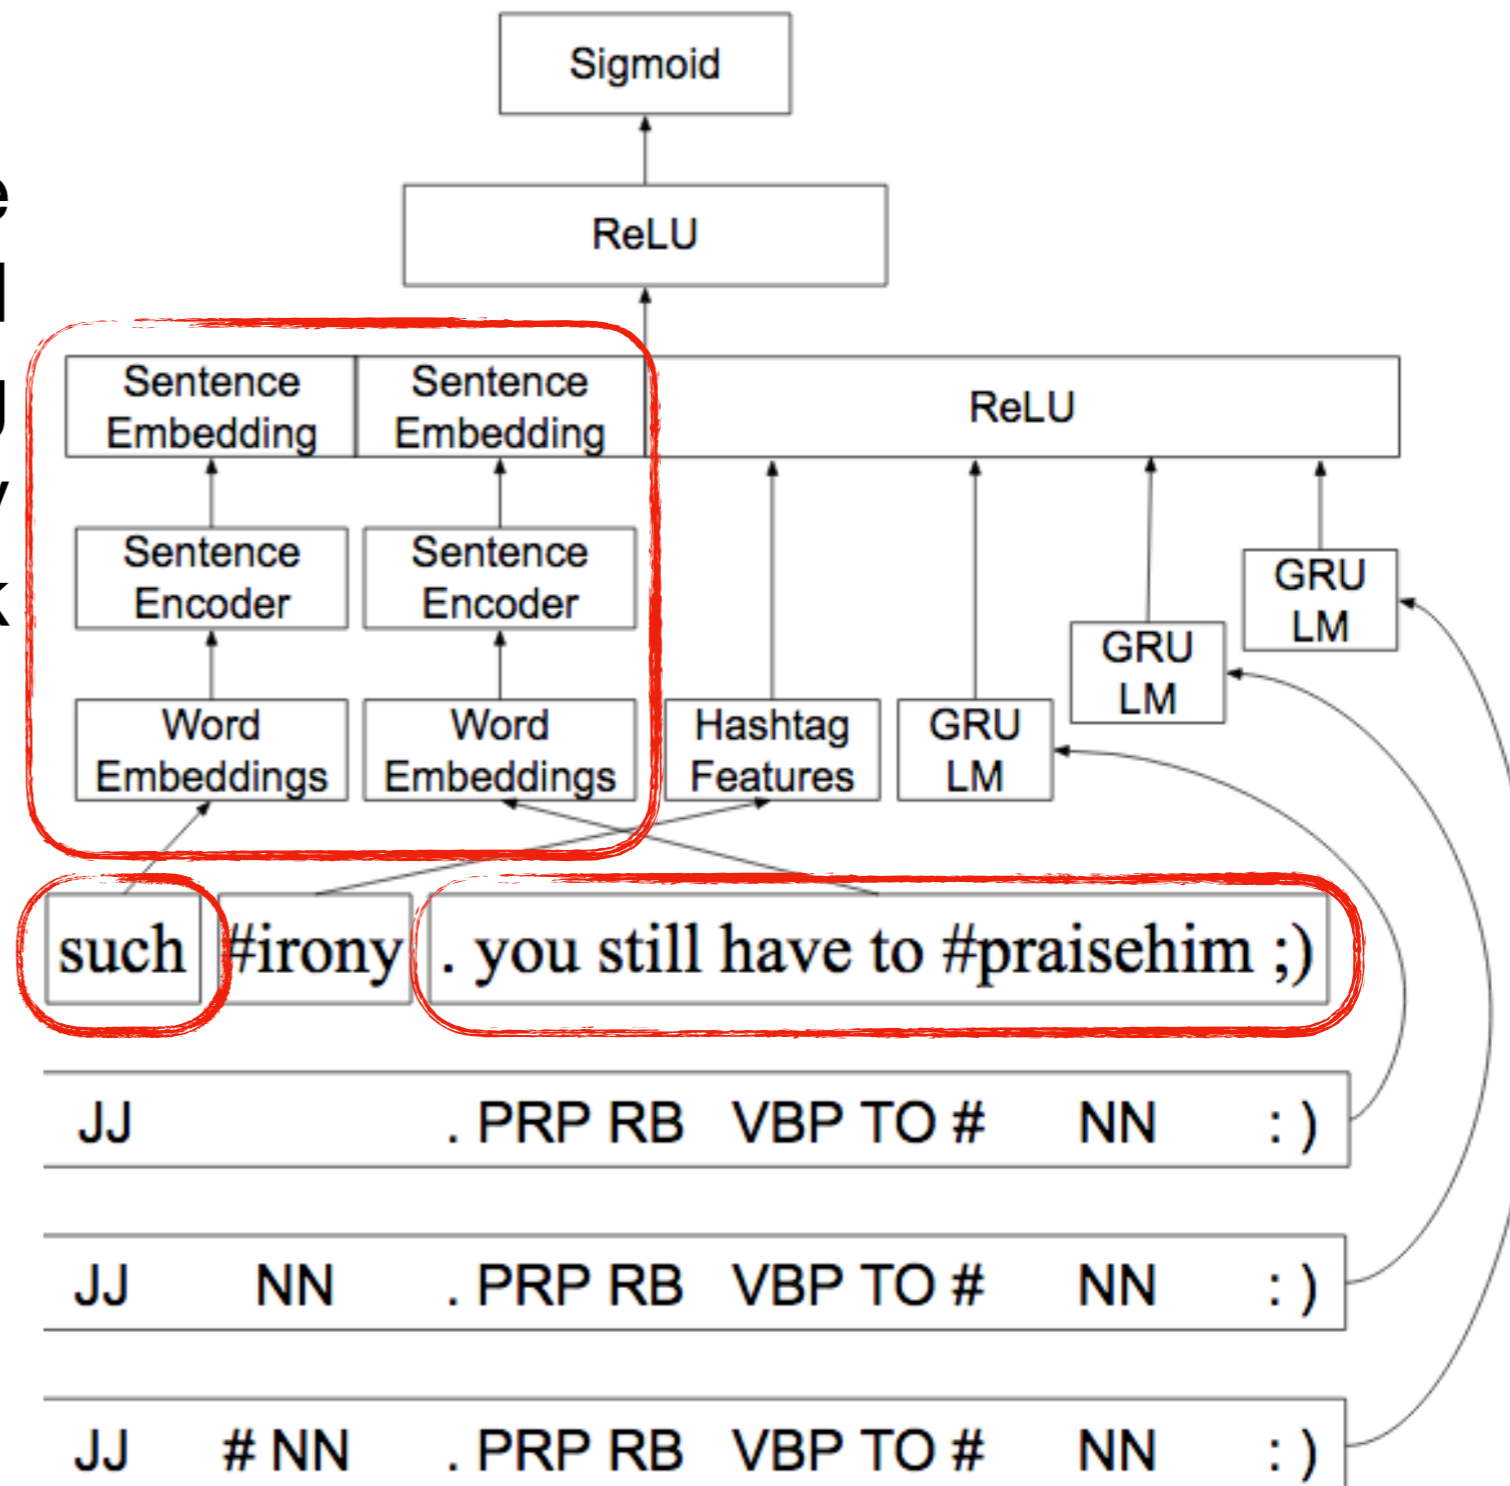 Sigmoid
ReLU
Sentence Embedding
Sentence Embedding
ReLU
Sentence Encoder
Sentence Encoder
GRU LM
GRU LM
Word Embeddings
Word Embeddings
Hashtag Features
GRU LM
such #irony . you still have to #praisehim ;)
JJ . PRP RB VBP TO # NN : )
JJ NN . PRP RB VBP TO # NN : )
JJ # NN . PRP RB VBP TO # NN : )